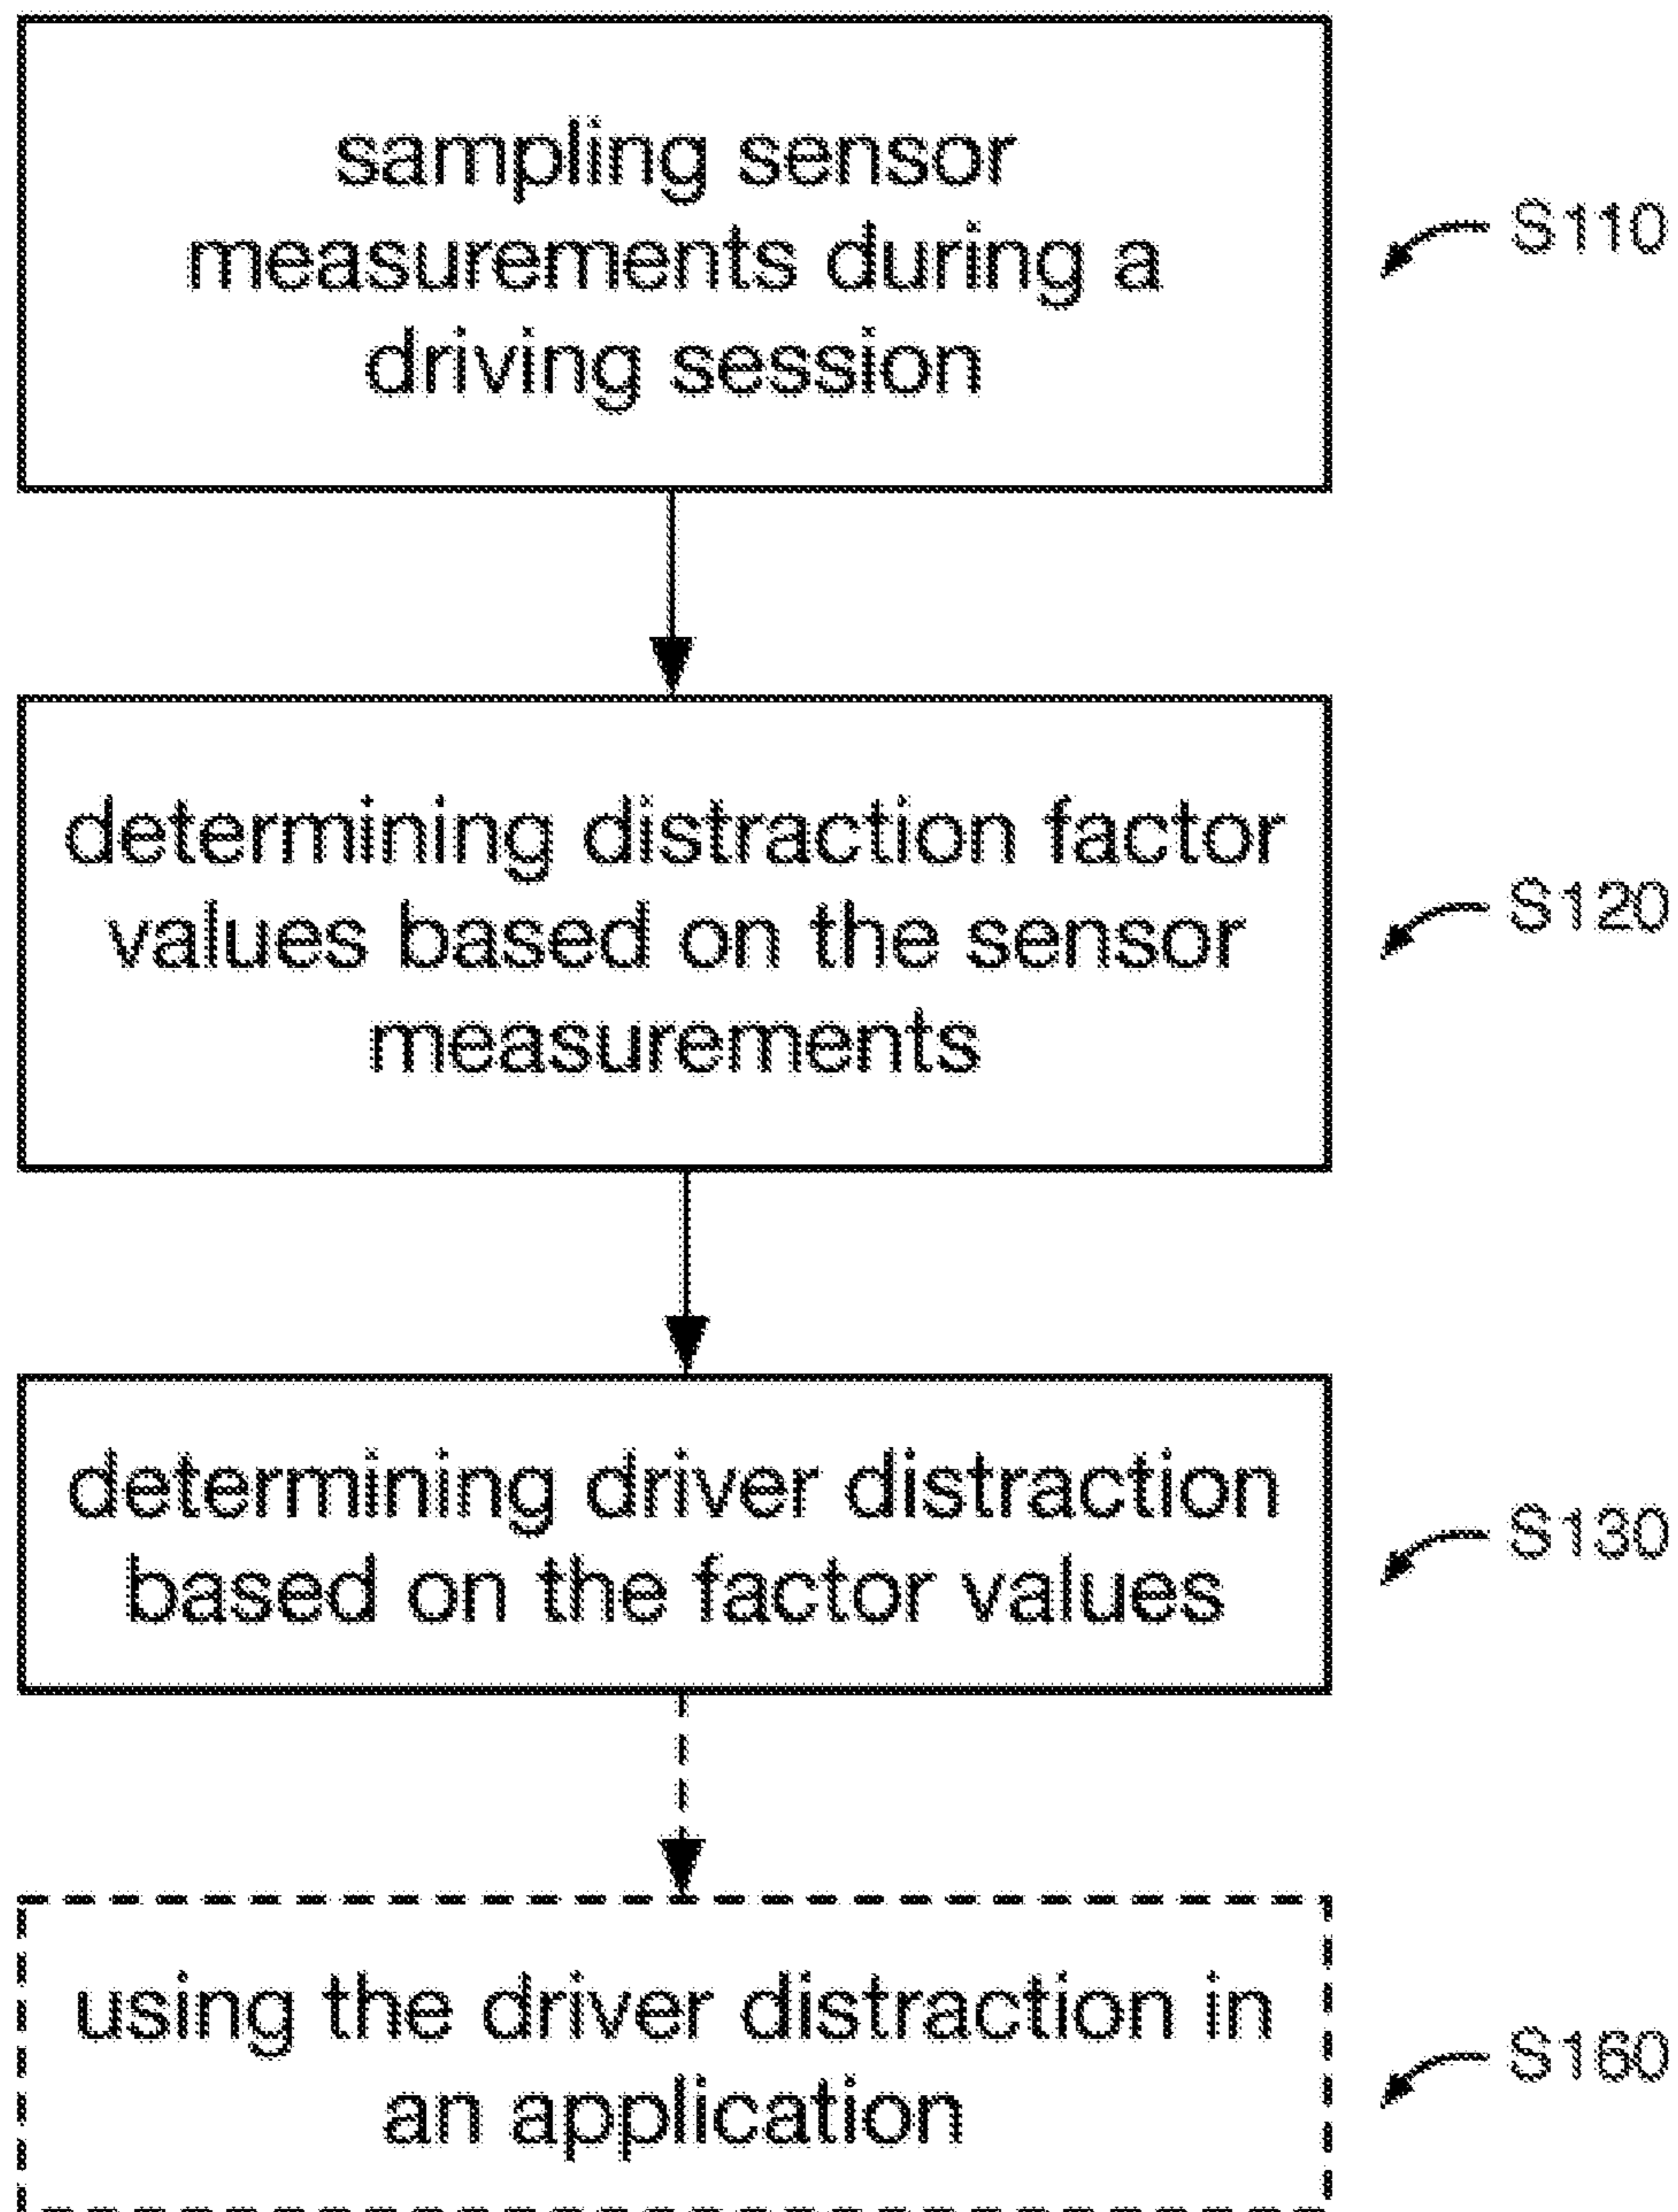 sampling sensor
measurements during a
driving session
S110
determining distraction factor
values based on the sensor
measurements
S120
determining driver distraction
based on the factor values
S130
using the driver distraction in
an application
S160